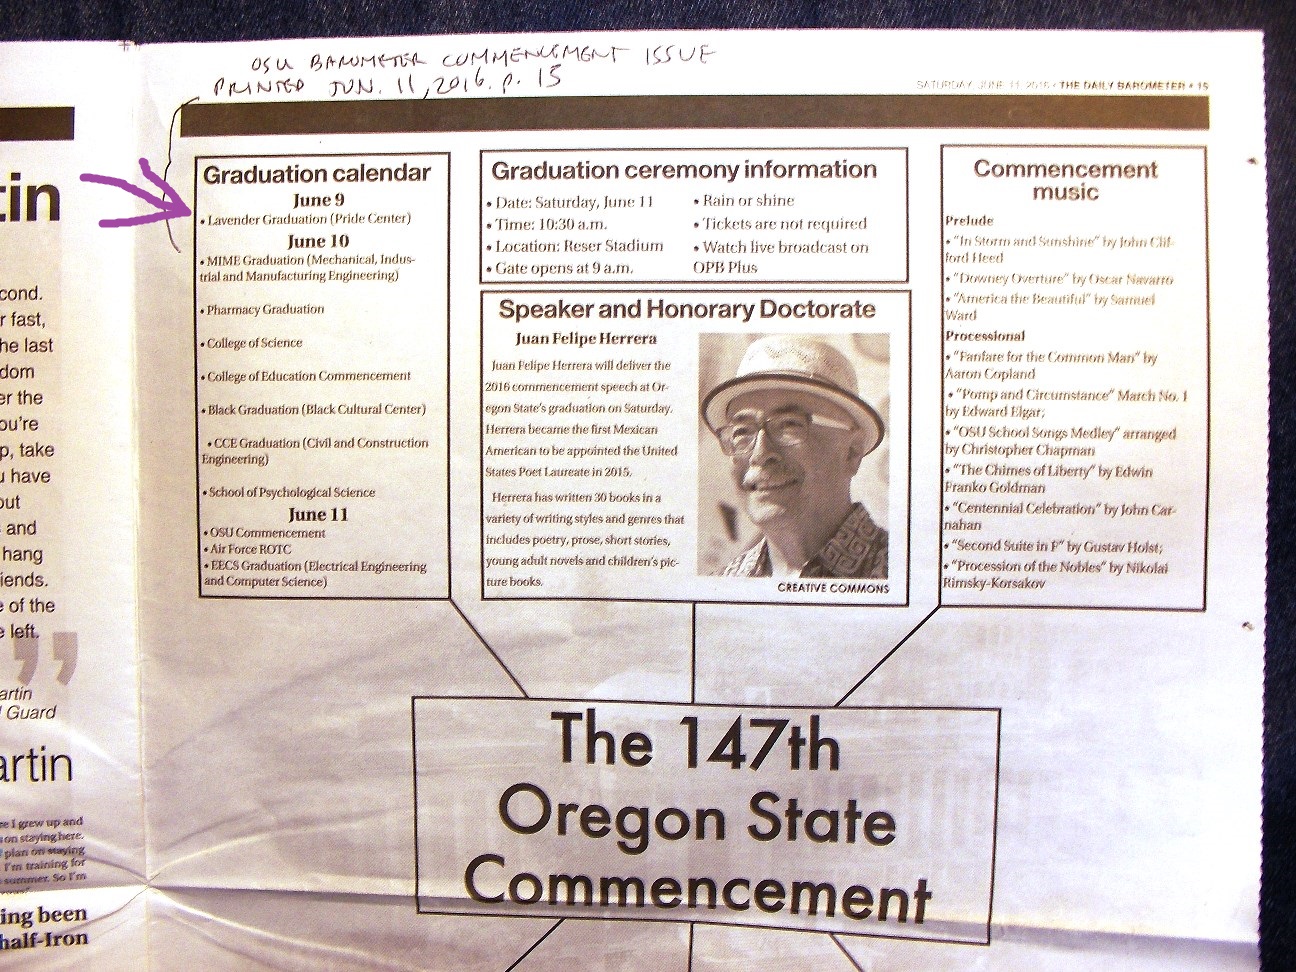 OSU BAROMETER COMMENCEMENT ISSUE
PRINTED JUN. 11, 2016. p. 15
SATURDAY, JUNE 11, 2016 • THE DAILY BAROMETER • 15
tin
cond.
r fast,
he last
dom
er the
ou're
p, take
u have
out
s and
hang
iends.
e of the
e left.
”
artin
l Guard
artin
re I grew up and
on staying here.
plan on staying
I'm training for
summer. So I'm
ing been
half-Iron
Graduation calendar
June 9
• Lavender Graduation (Pride Center)
June 10
• MIME Graduation (Mechanical, Indus-
trial and Manufacturing Engineering)
• Pharmacy Graduation
• College of Science
• College of Education Commencement
• Black Graduation (Black Cultural Center)
• CCE Graduation (Civil and Construction
Engineering)
• School of Psychological Science
June 11
• OSU Commencement
• Air Force ROTC
• EECS Graduation (Electrical Engineering
and Computer Science)
Graduation ceremony information
• Date: Saturday, June 11
• Time: 10:30 a.m.
• Location: Reser Stadium
• Gate opens at 9 a.m.
• Rain or shine
• Tickets are not required
• Watch live broadcast on
OPB Plus
Speaker and Honorary Doctorate
Juan Felipe Herrera
Juan Felipe Herrera will deliver the
2016 commencement speech at Or-
egon State's graduation on Saturday.
Herrera became the first Mexican
American to be appointed the United
States Poet Laureate in 2015.
Herrera has written 30 books in a
variety of writing styles and genres that
includes poetry, prose, short stories,
young adult novels and children's pic-
ture books.
CREATIVE COMMONS
Commencement
music
Prelude
• "In Storm and Sunshine" by John Clif-
ford Heed
• "Downey Overture" by Oscar Navarro
• "America the Beautiful" by Samuel
Ward
Processional
• "Fanfare for the Common Man" by
Aaron Copland
• "Pomp and Circumstance" March No. 1
by Edward Elgar;
• "OSU School Songs Medley" arranged
by Christopher Chapman
• "The Chimes of Liberty" by Edwin
Franko Goldman
• "Centennial Celebration" by John Car-
nahan
• "Second Suite in F" by Gustav Holst;
• "Procession of the Nobles" by Nikolai
Rimsky-Korsakov
The 147th
Oregon State
Commencement